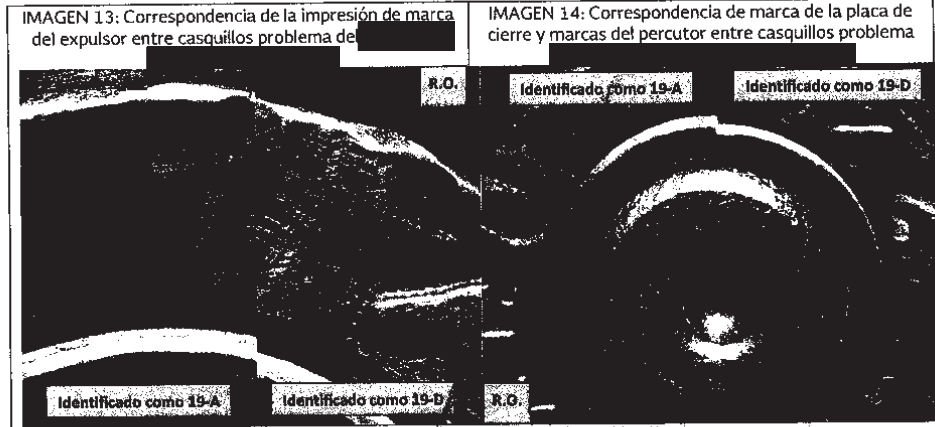 IMAGEN 13: Correspondencia de la impresión de marca
del expulsor entre casquillos problema del
R.O.
Identificado como 19-A
Identificado como 19-D
IMAGEN 14: Correspondencia de marca de la placa de
cierre y marcas del percutor entre casquillos problema
Identificado como 19-A
Identificado como 19-D
R.O